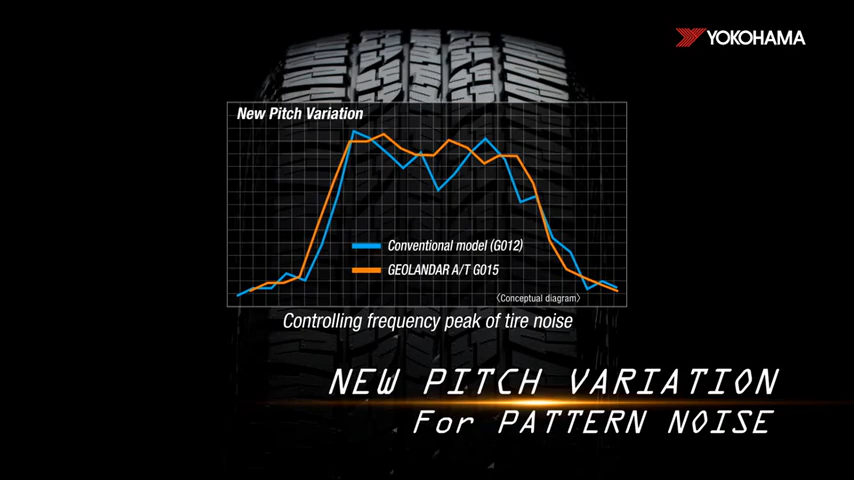 YOKOHAMA
New Pitch Variation
Conventional model (G012)
GEOLANDAR A/T G015
〈Conceptual diagram〉
Controlling frequency peak of tire noise
NEW PITCH VARIATION
For PATTERN NOISE